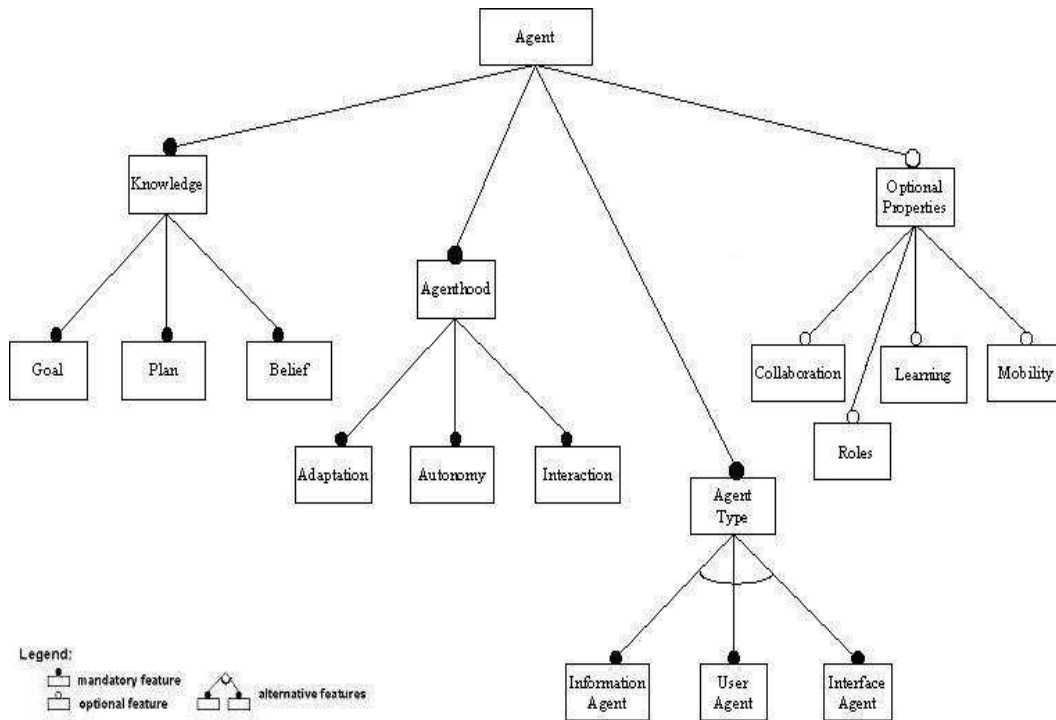 Agent
Knowledge
Optional
Properties
Agenthood
Goal
Plan
Belief
Collaboration
Learning
Mobility
Roles
Adaptation
Autonomy
Interaction
Agent
Type
Information
Agent
User
Agent
Interface
Agent
Legend:
mandatory feature
optional feature
alternative features